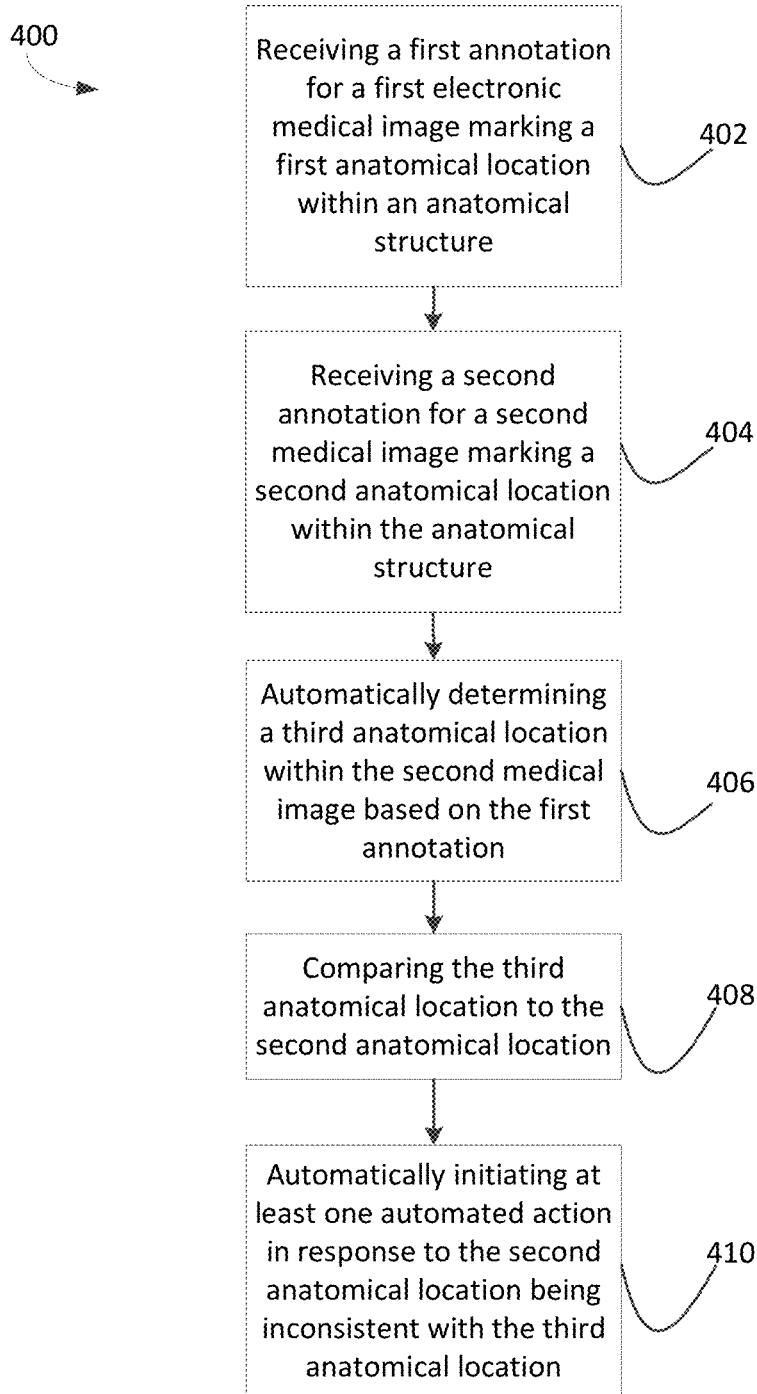 400
Receiving a first annotation
for a first electronic
medical image marking a
first anatomical location
within an anatomical
structure
402
Receiving a second
annotation for a second
medical image marking a
second anatomical location
within the anatomical
structure
404
Automatically determining
a third anatomical location
within the second medical
image based on the first
annotation
406
Comparing the third
anatomical location to the
second anatomical location
408
Automatically initiating at
least one automated action
in response to the second
anatomical location being
inconsistent with the third
anatomical location
410